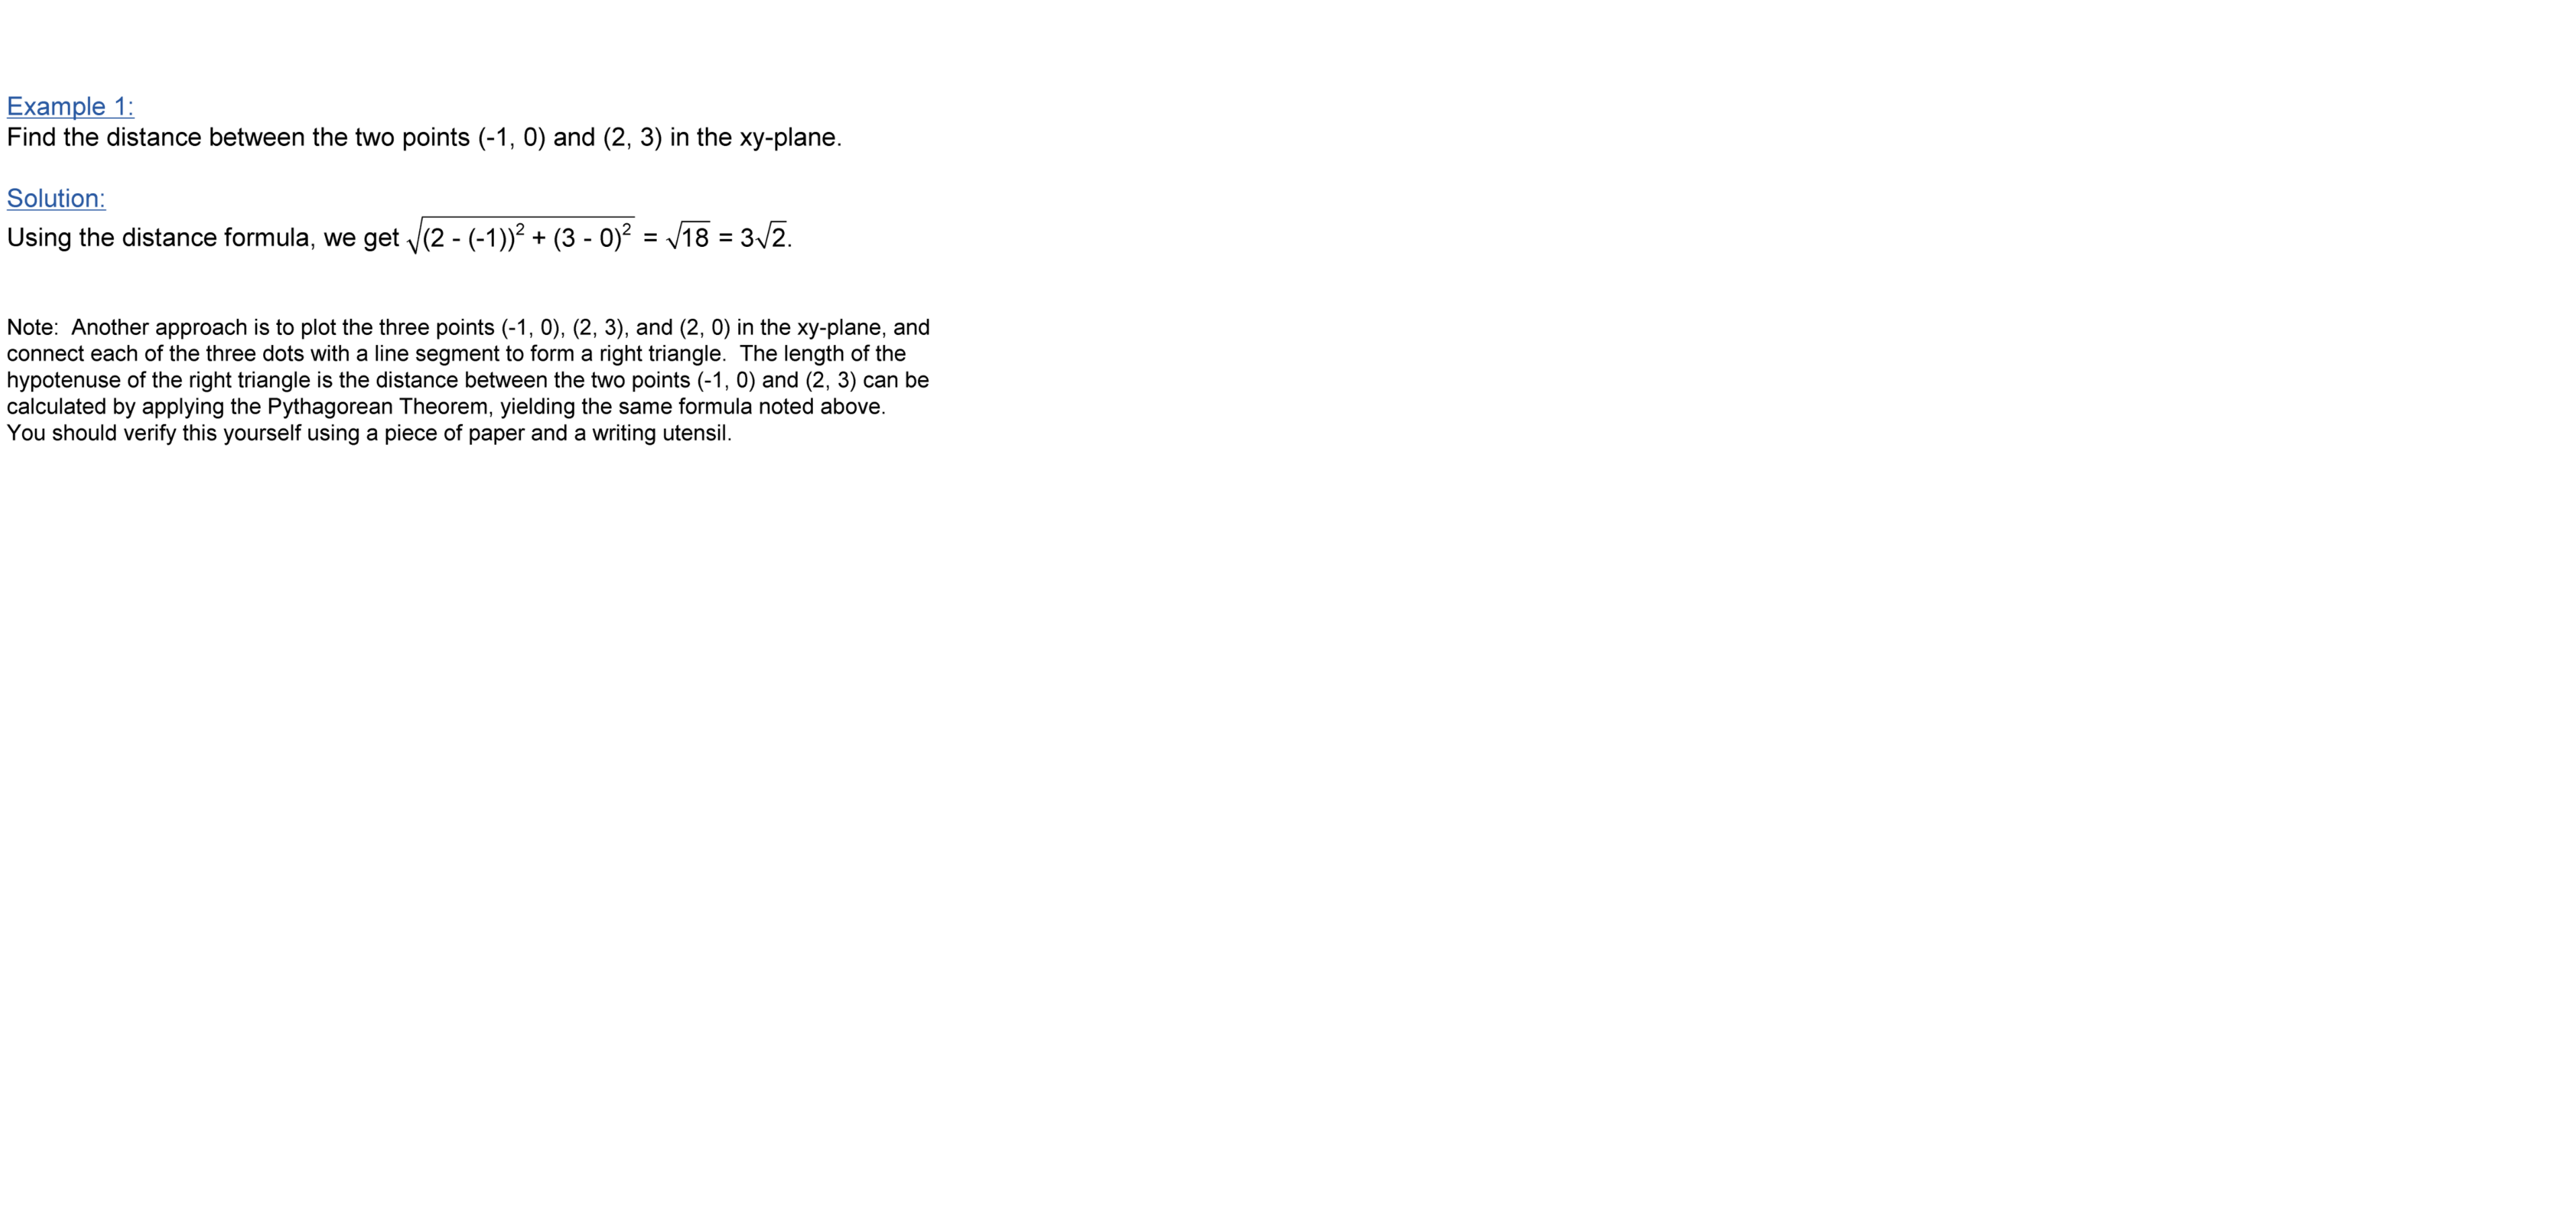 Example 1:
Find the distance between the two points (-1, 0) and (2, 3) in the xy-plane.
Solution:
Using the distance formula, we get √((2 - (-1))² + (3 - 0)²) = √18 = 3√2.
Note:  Another approach is to plot the three points (-1, 0), (2, 3), and (2, 0) in the xy-plane, and
connect each of the three dots with a line segment to form a right triangle.  The length of the
hypotenuse of the right triangle is the distance between the two points (-1, 0) and (2, 3) can be
calculated by applying the Pythagorean Theorem, yielding the same formula noted above.
You should verify this yourself using a piece of paper and a writing utensil.